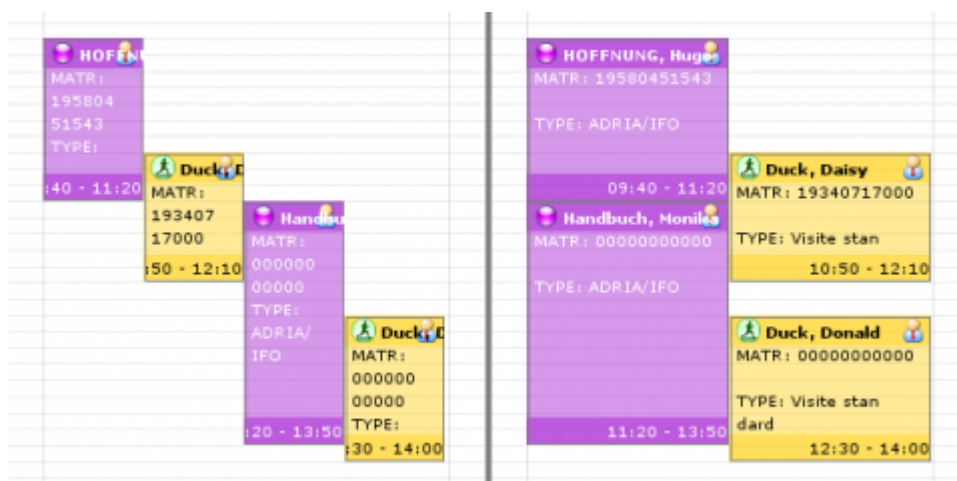 HOFFNU
MATR:
195804
51543
TYPE:
:40 - 11:20
Duck, D
MATR:
193407
17000
:50 - 12:10
Handbu
MATR:
000000
00000
TYPE:
ADRIA/
IFO
:20 - 13:50
Duck, D
MATR:
000000
00000
TYPE:
:30 - 14:00
HOFFNUNG, Hugo
MATR: 19580451543
TYPE: ADRIA/IFO
09:40 - 11:20
Duck, Daisy
MATR: 19340717000
TYPE: Visite stan
10:50 - 12:10
Handbuch, Monika
MATR: 00000000000
TYPE: ADRIA/IFO
11:20 - 13:50
Duck, Donald
MATR: 00000000000
TYPE: Visite stan
dard
12:30 - 14:00